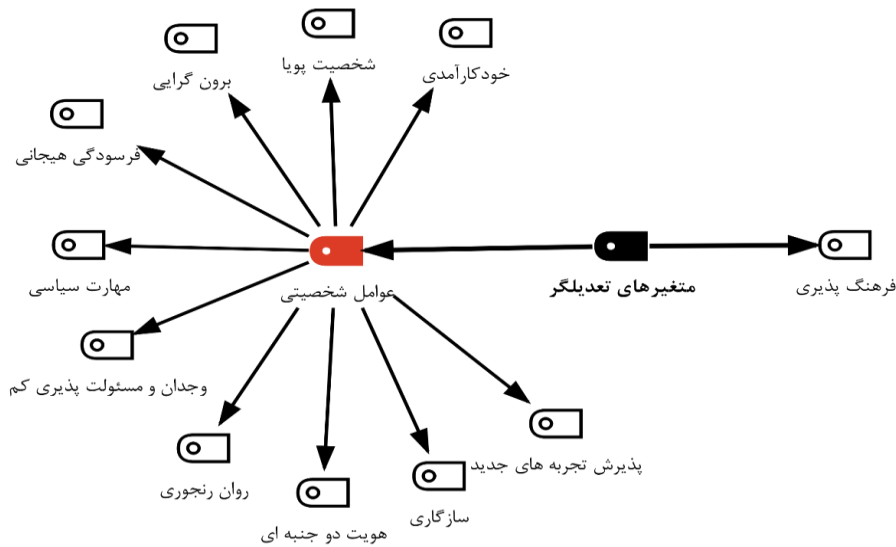 خودکارآمدی
شخصیت پویا
برون گرایی
فرسودگی هیجانی
مهارت سیاسی
عوامل شخصیتی
متغیرهای تعدیلگر
فرهنگ پذیری
وجدان و مسئولت پذیری کم
پذیرش تجربه های جدید
روان رنجوری
سازگاری
هویت دو جنبه ای